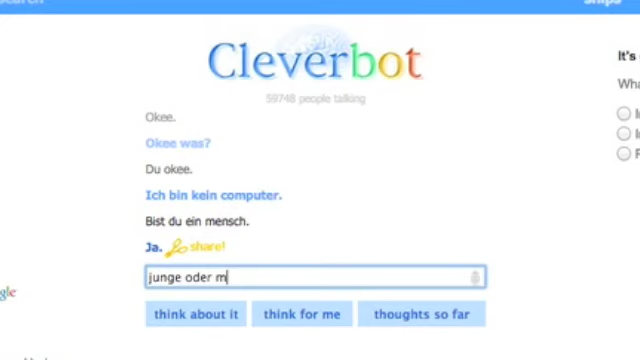 Cleverbot
59748 people talking
Okee.
Okee was?
Du okee.
Ich bin kein computer.
Bist du ein mensch.
Ja. share!
junge oder m
think about it think for me thoughts so far
It's